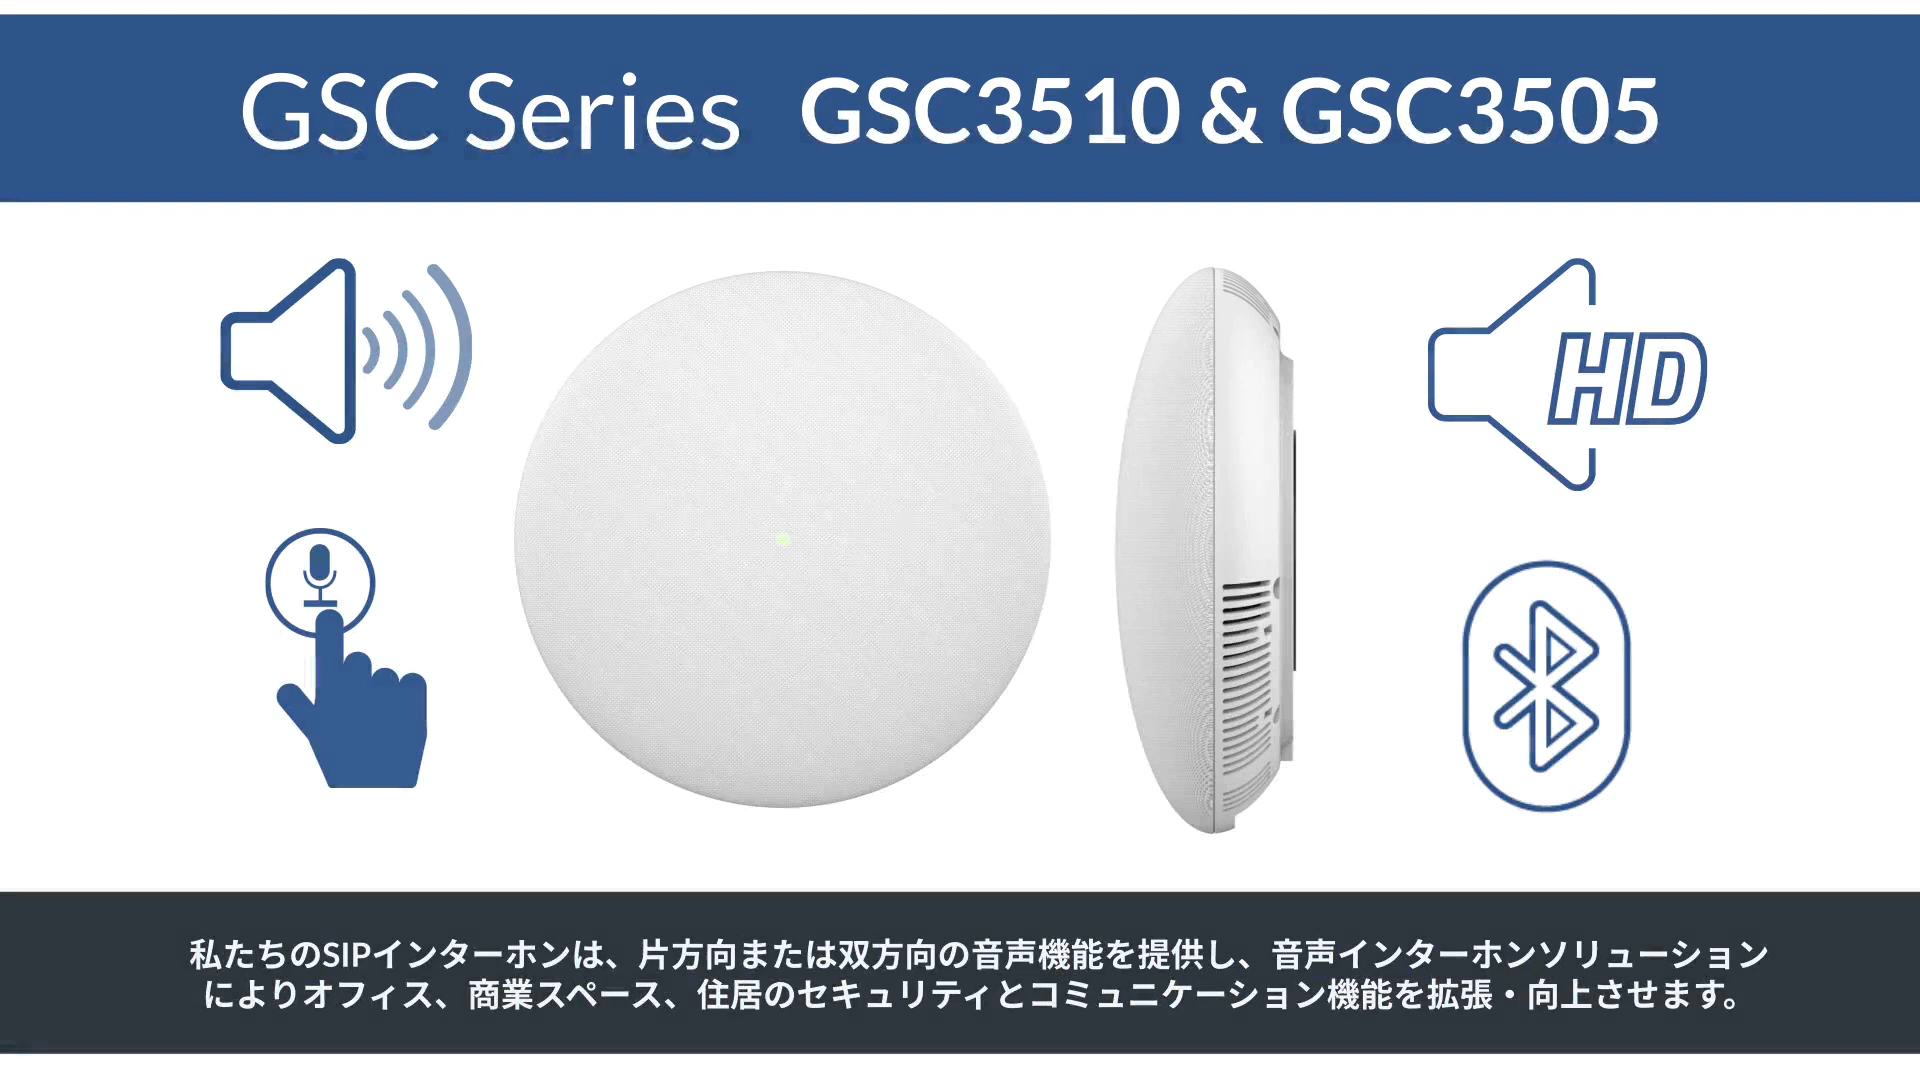 GSC Series GSC3510 & GSC3505
HD
私たちのSIPインターホンは、片方向または双方向の音声機能を提供し、音声インターホンソリューション
によりオフィス、商業スペース、住居のセキュリティとコミュニケーション機能を拡張・向上させます。